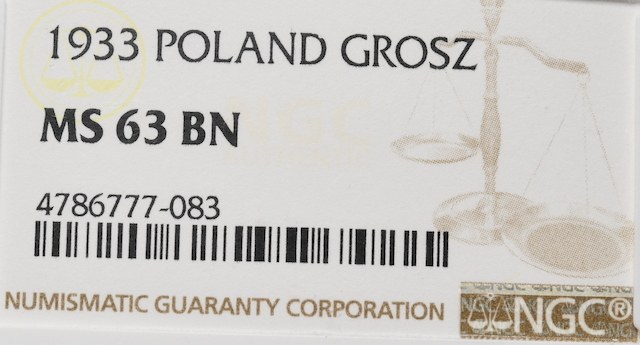 1933 POLAND GROSZ
MS 63 BN
4786777-083
NUMISMATIC GUARANTY CORPORATION
NGC®